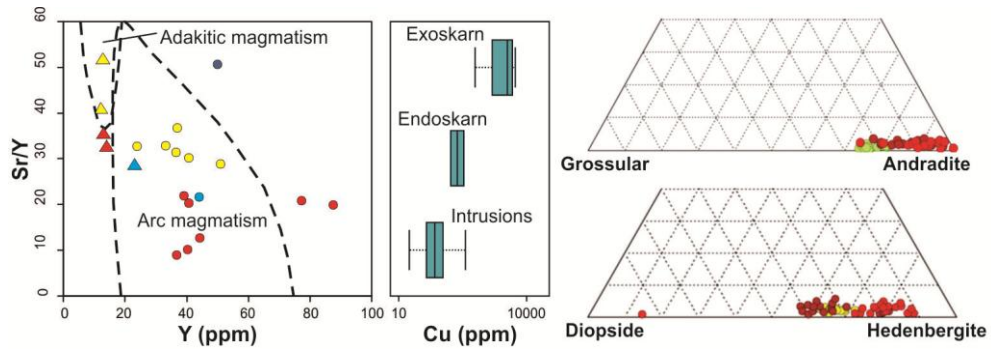 60
50
40
30
20
10
0
Sr/Y
Adakitic magmatism
Arc magmatism
0 20 40 60 80 100
Y (ppm)
Exoskarn
Endoskarn
Intrusions
10 10000
Cu (ppm)
Grossular Andradite
Diopside Hedenbergite